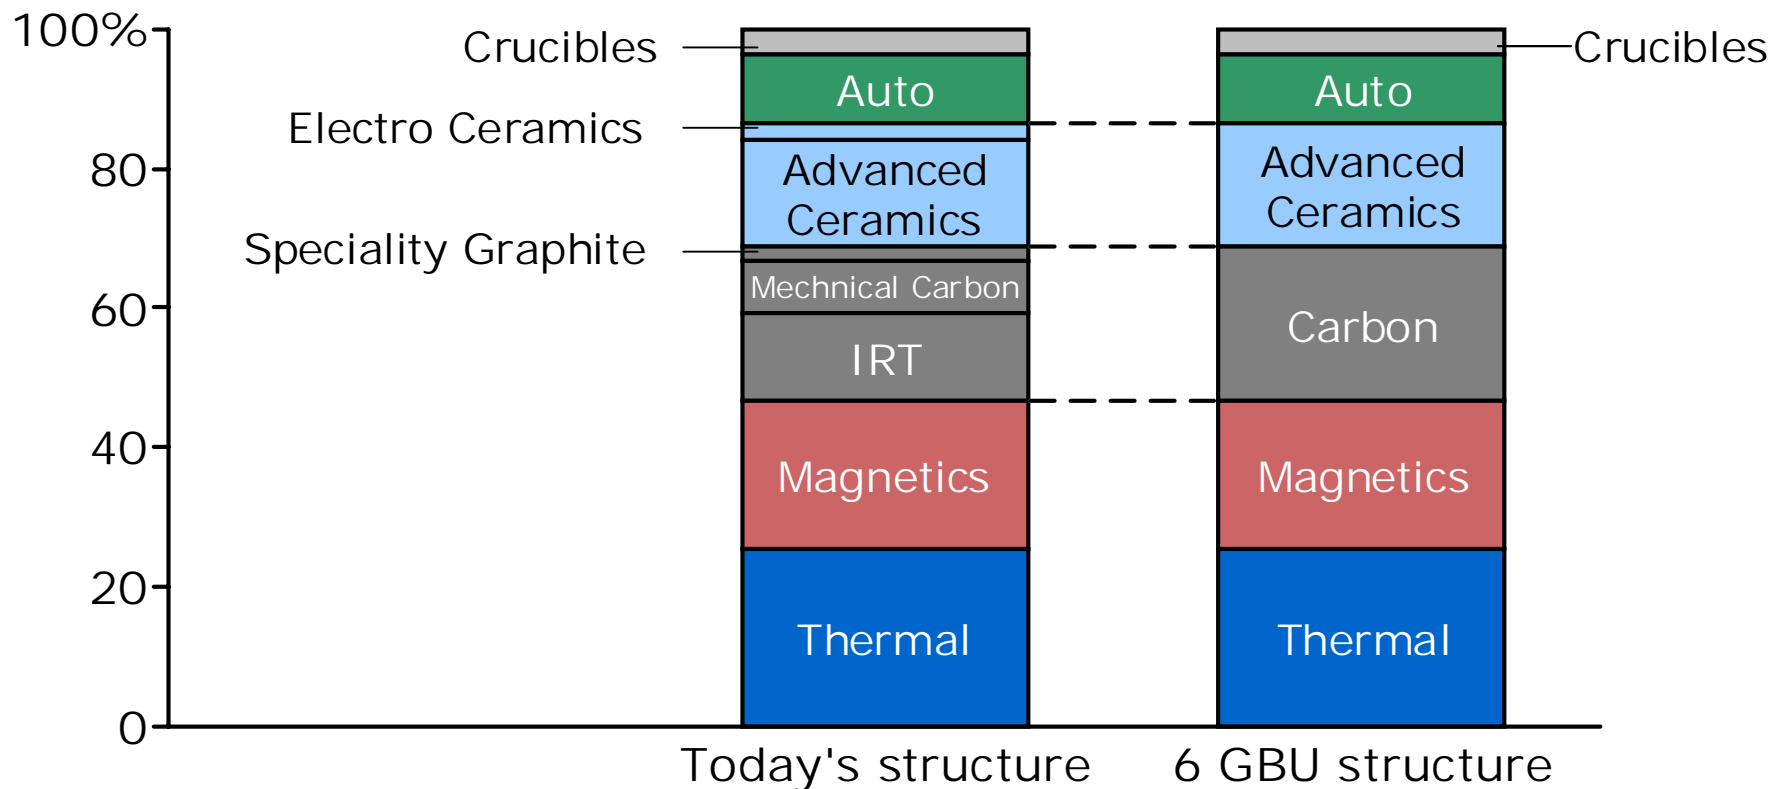 100%
80
60
40
20
0
Crucibles
Electro Ceramics
Speciality Graphite
Auto
Advanced
Ceramics
Mechnical Carbon
IRT
Magnetics
Thermal
Today's structure
Crucibles
Auto
Advanced
Ceramics
Carbon
Magnetics
Thermal
6 GBU structure